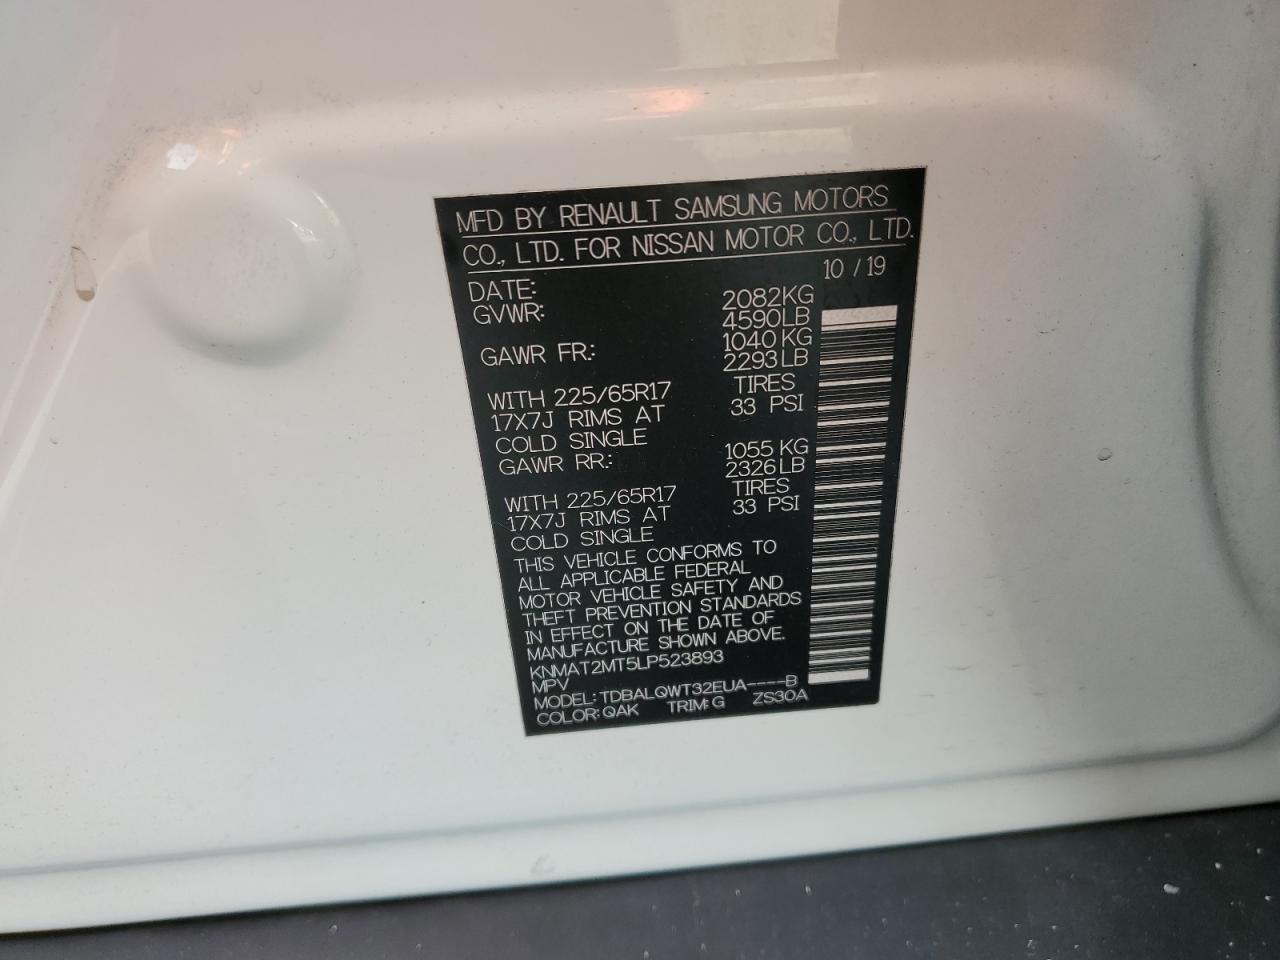 MFD BY RENAULT SAMSUNG MOTORS
CO., LTD. FOR NISSAN MOTOR CO., LTD.
DATE: 10 / 19
GVWR: 2082KG
4590LB
GAWR FR.: 1040 KG
2293 LB
WITH 225/65R17 TIRES
17X7J RIMS AT 33 PSI
COLD SINGLE
GAWR RR.: 1055 KG
2326 LB
WITH 225/65R17 TIRES
17X7J RIMS AT 33 PSI
COLD SINGLE
THIS VEHICLE CONFORMS TO
ALL APPLICABLE FEDERAL
MOTOR VEHICLE SAFETY AND
THEFT PREVENTION STANDARDS
IN EFFECT ON THE DATE OF
MANUFACTURE SHOWN ABOVE.
KNMAT2MT5LP523893
MPV
MODEL: TDBALQWT32EUA----B
COLOR: QAK TRIM: G ZS30A